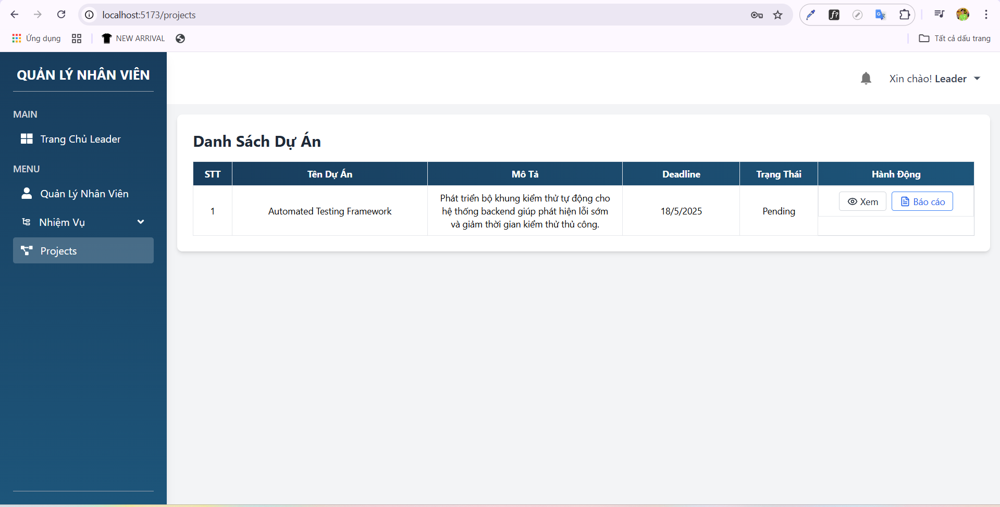 localhost:5173/projects
Ứng dụng
NEW ARRIVAL
Tất cả dấu trang
QUẢN LÝ NHÂN VIÊN
MAIN
Trang Chủ Leader
MENU
Quản Lý Nhân Viên
Nhiệm Vụ
Projects
Xin chào! Leader
Danh Sách Dự Án
STT Tên Dự Án Mô Tả Deadline Trạng Thái Hành Động
1 Automated Testing Framework
Phát triển bộ khung kiểm thử tự động cho
hệ thống backend giúp phát hiện lỗi sớm
và giảm thời gian kiểm thử thủ công.
18/5/2025 Pending
Xem Báo cáo